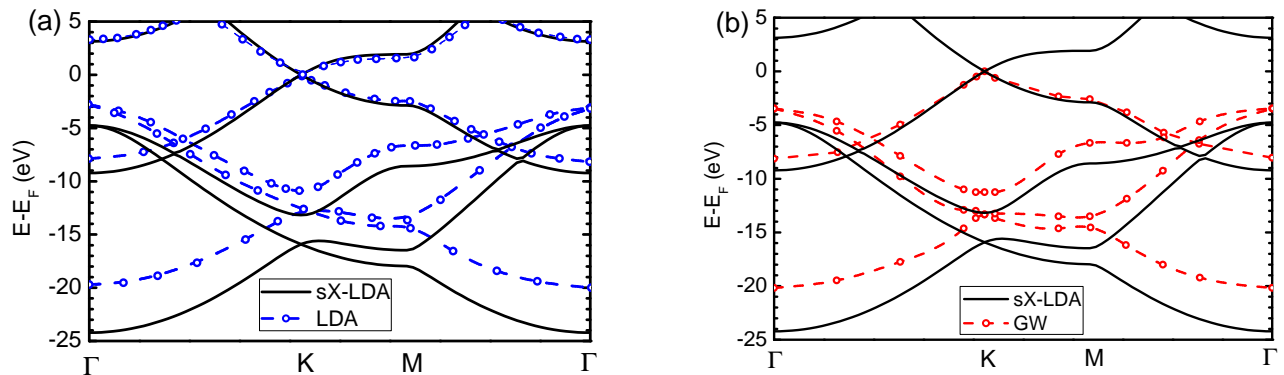 (a)
5
0
-5
-10
-15
-20
-25
E-E_F (eV)
sX-LDA
LDA
Γ K M Γ
(b)
5
0
-5
-10
-15
-20
-25
E-E_F (eV)
sX-LDA
GW
Γ K M Γ